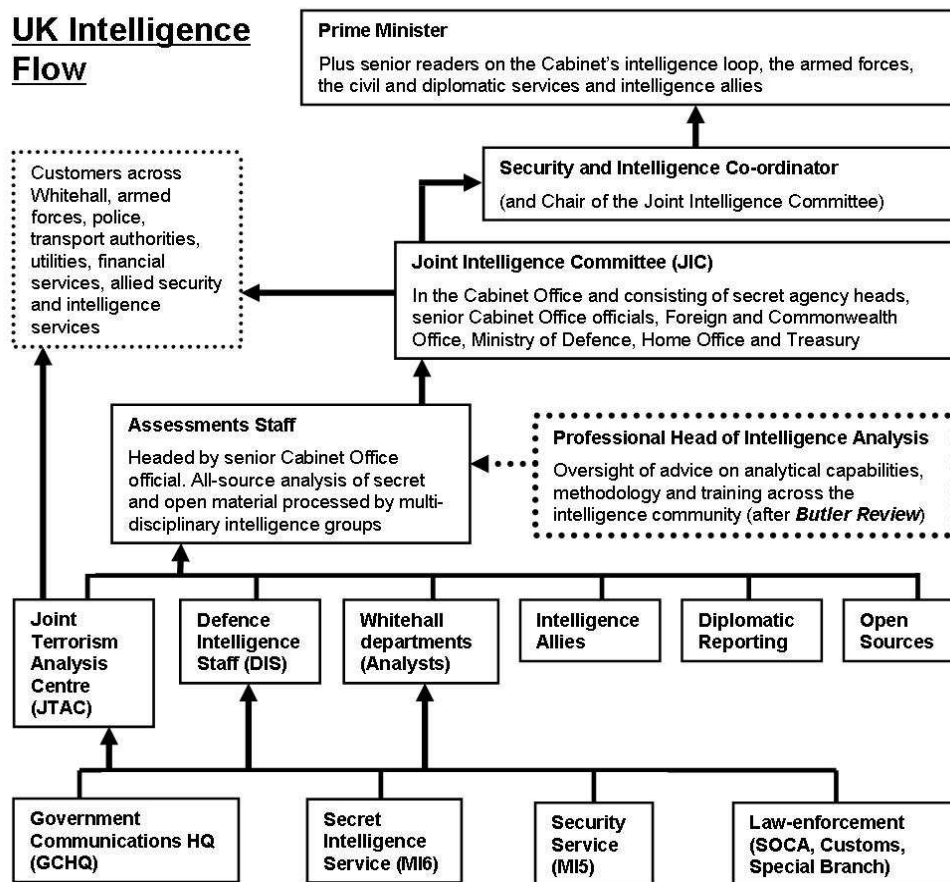 UK Intelligence
Flow
Prime Minister
Plus senior readers on the Cabinet's intelligence loop, the armed forces,
the civil and diplomatic services and intelligence allies
Customers across
Whitehall, armed
forces, police,
transport authorities,
utilities, financial
services, allied security
and intelligence
services
Security and Intelligence Co-ordinator
(and Chair of the Joint Intelligence Committee)
Joint Intelligence Committee (JIC)
In the Cabinet Office and consisting of secret agency heads,
senior Cabinet Office officials, Foreign and Commonwealth
Office, Ministry of Defence, Home Office and Treasury
Assessments Staff
Headed by senior Cabinet Office
official. All-source analysis of secret
and open material processed by multi-
disciplinary intelligence groups
Professional Head of Intelligence Analysis
Oversight of advice on analytical capabilities,
methodology and training across the
intelligence community (after Butler Review)
Joint
Terrorism
Analysis
Centre
(JTAC)
Defence
Intelligence
Staff (DIS)
Whitehall
departments
(Analysts)
Intelligence
Allies
Diplomatic
Reporting
Open
Sources
Government
Communications HQ
(GCHQ)
Secret
Intelligence
Service (MI6)
Security
Service
(MI5)
Law-enforcement
(SOCA, Customs,
Special Branch)